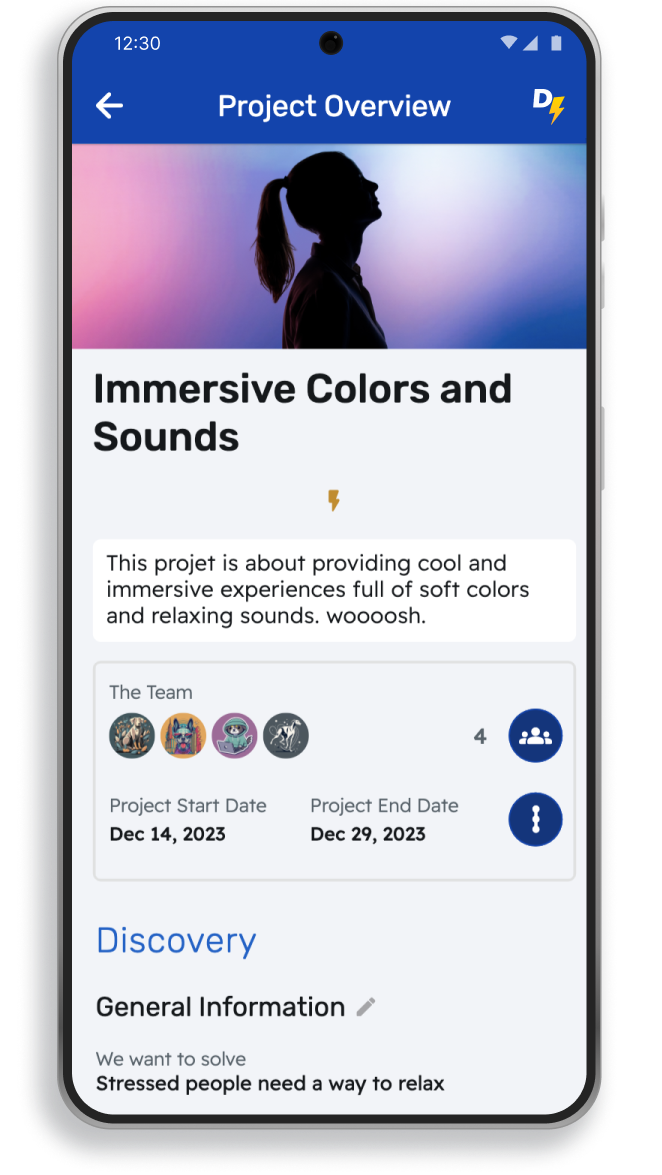 12:30
Project Overview
D
Immersive Colors and
Sounds
This projet is about providing cool and
immersive experiences full of soft colors
and relaxing sounds. woooosh.
The Team
4
Project Start Date
Project End Date
Dec 14, 2023
Dec 29, 2023
Discovery
General Information
We want to solve
Stressed people need a way to relax